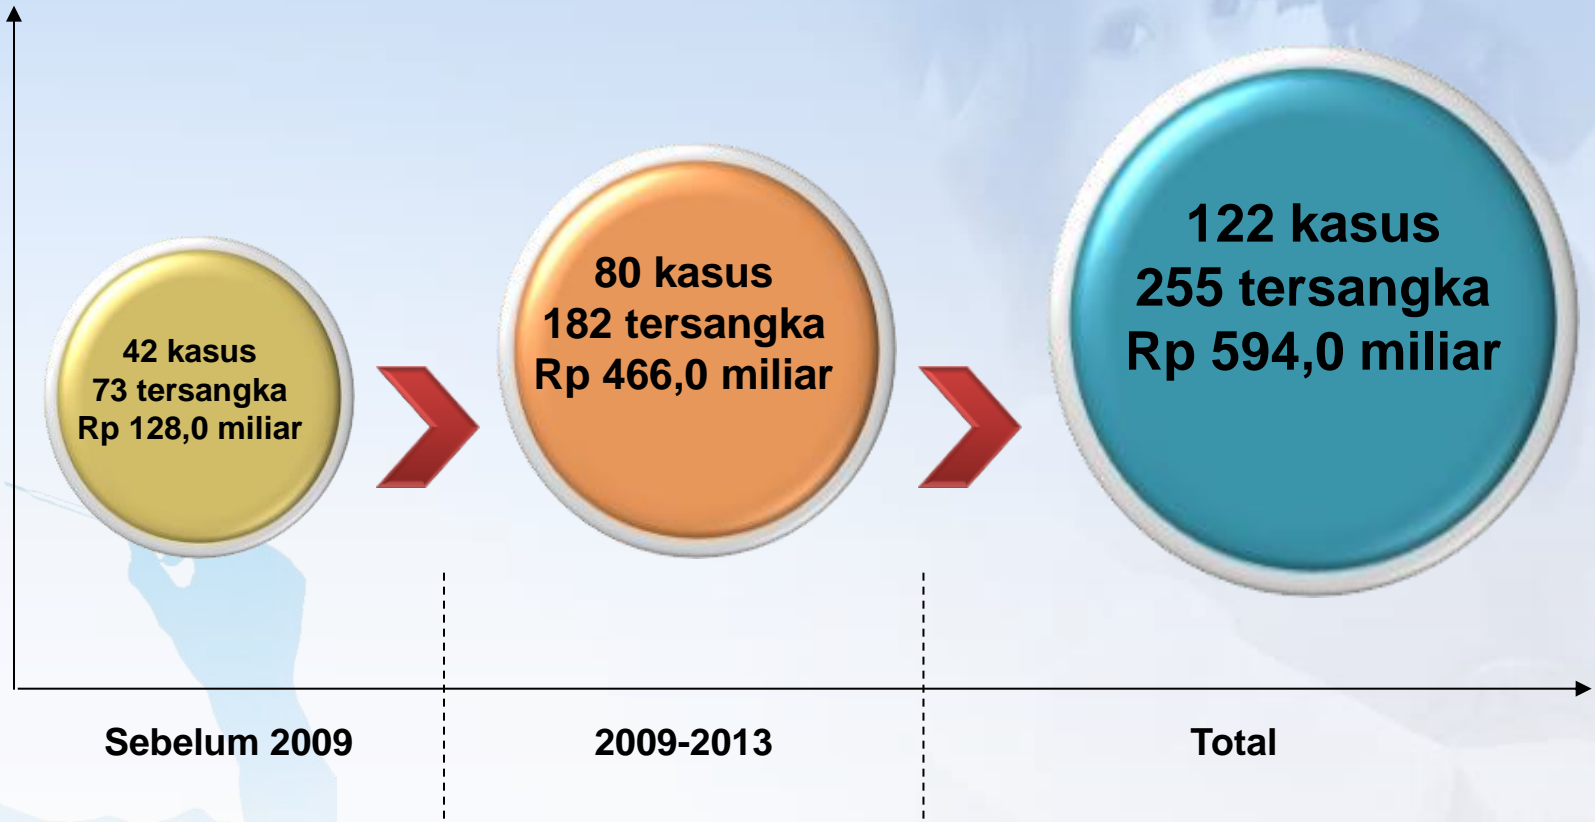 42 kasus
73 tersangka
Rp 128,0 miliar
80 kasus
182 tersangka
Rp 466,0 miliar
122 kasus
255 tersangka
Rp 594,0 miliar
Sebelum 2009
2009-2013
Total